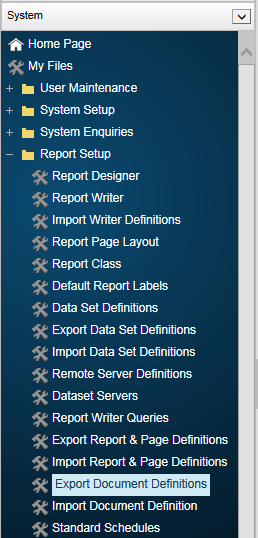 System
Home Page
My Files
User Maintenance
System Setup
System Enquiries
Report Setup
Report Designer
Report Writer
Import Writer Definitions
Report Page Layout
Report Class
Default Report Labels
Data Set Definitions
Export Data Set Definitions
Import Data Set Definitions
Remote Server Definitions
Dataset Servers
Report Writer Queries
Export Report & Page Definitions
Import Report & Page Definitions
Export Document Definitions
Import Document Definition
Standard Schedules